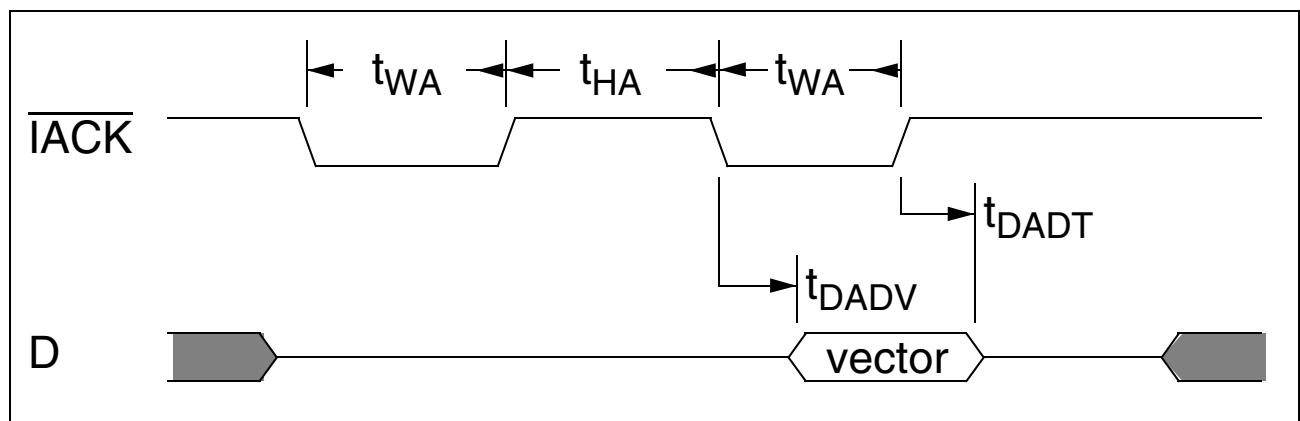 tWA tHA tWA
IACK
tDADT
tDADV
D vector